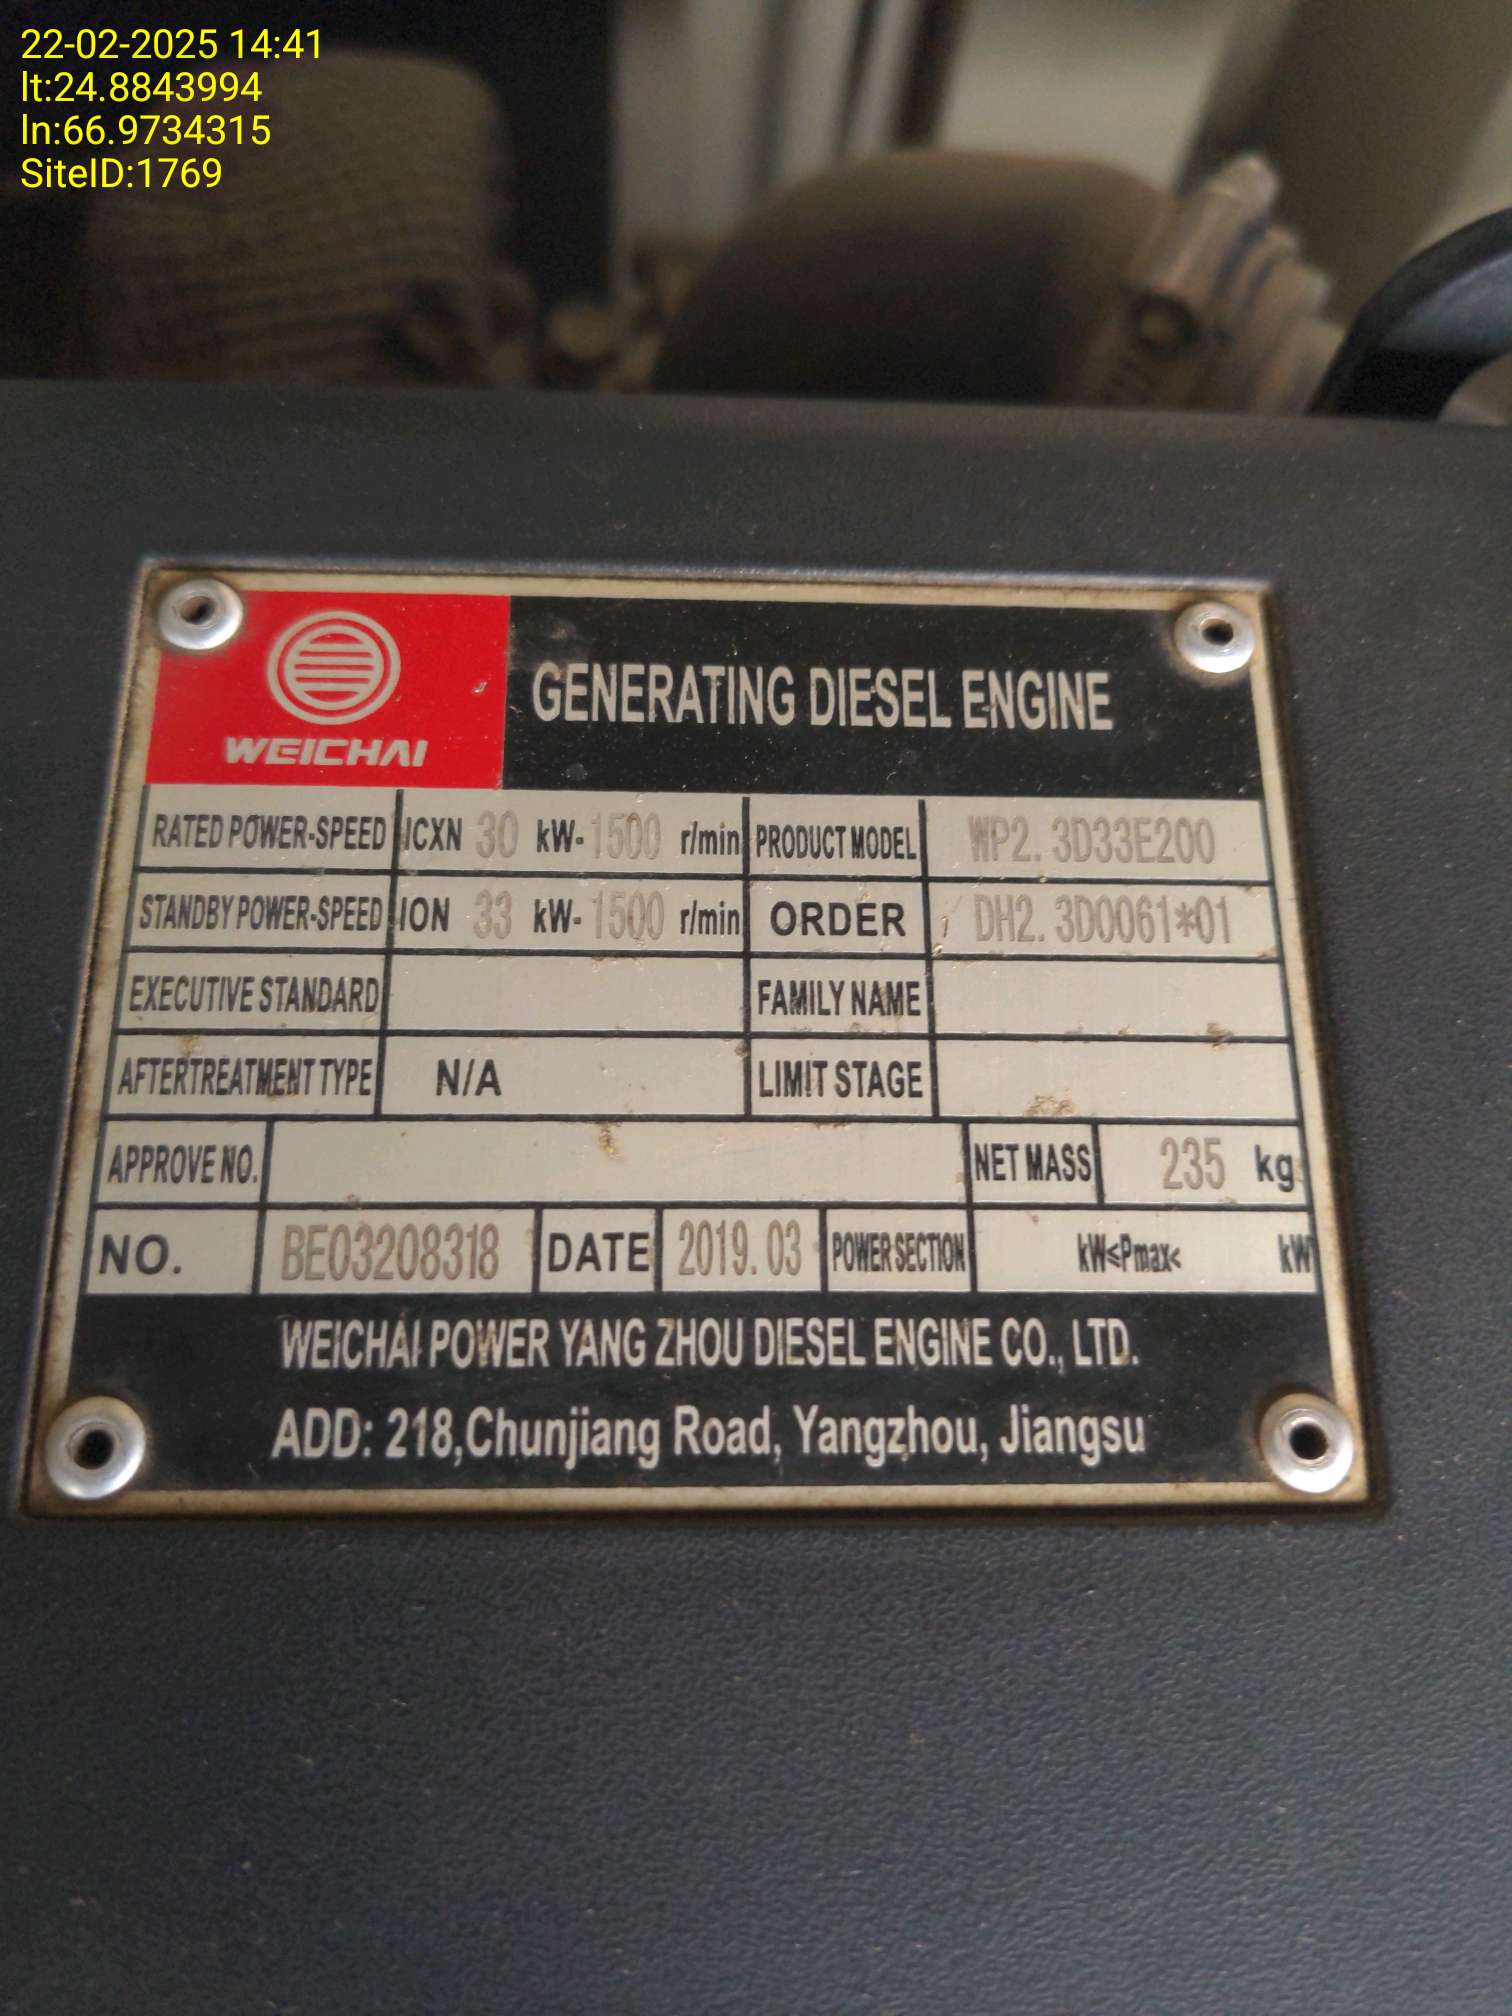 22-02-2025 14:41
lt:24.8843994
ln:66.9734315
SiteID:1769
WEICHAI
GENERATING DIESEL ENGINE
RATED POWER-SPEED ICXN 30 kW-1500 r/min PRODUCT MODEL WP2.3D33E200
STANDBY POWER-SPEED ION 33 kW-1500 r/min ORDER DH2.3D0061*01
EXECUTIVE STANDARD FAMILY NAME
AFTERTREATMENT TYPE N/A LIMIT STAGE
APPROVE NO. NET MASS 235 kg
NO. BE03208318 DATE 2019.03 POWER SECTION kW≤Pmax< kW
WEICHAI POWER YANG ZHOU DIESEL ENGINE CO., LTD.
ADD: 218,Chunjiang Road, Yangzhou, Jiangsu